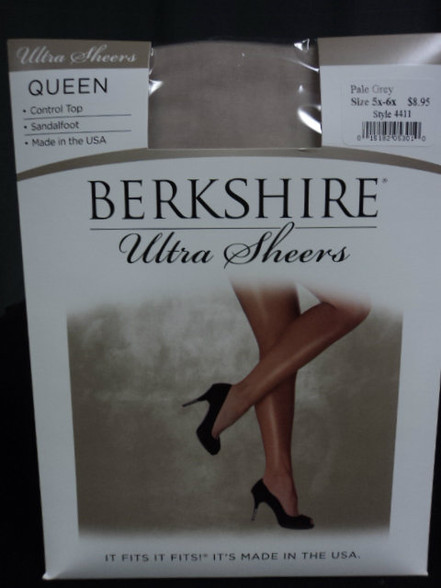 Ultra Sheers
QUEEN
• Control Top
• Sandalfoot
• Made in the USA
Pale Grey
Size 5x-6x $8.95
Style 4411
BERKSHIRE®
Ultra Sheers
IT FITS IT FITS!® IT'S MADE IN THE USA.